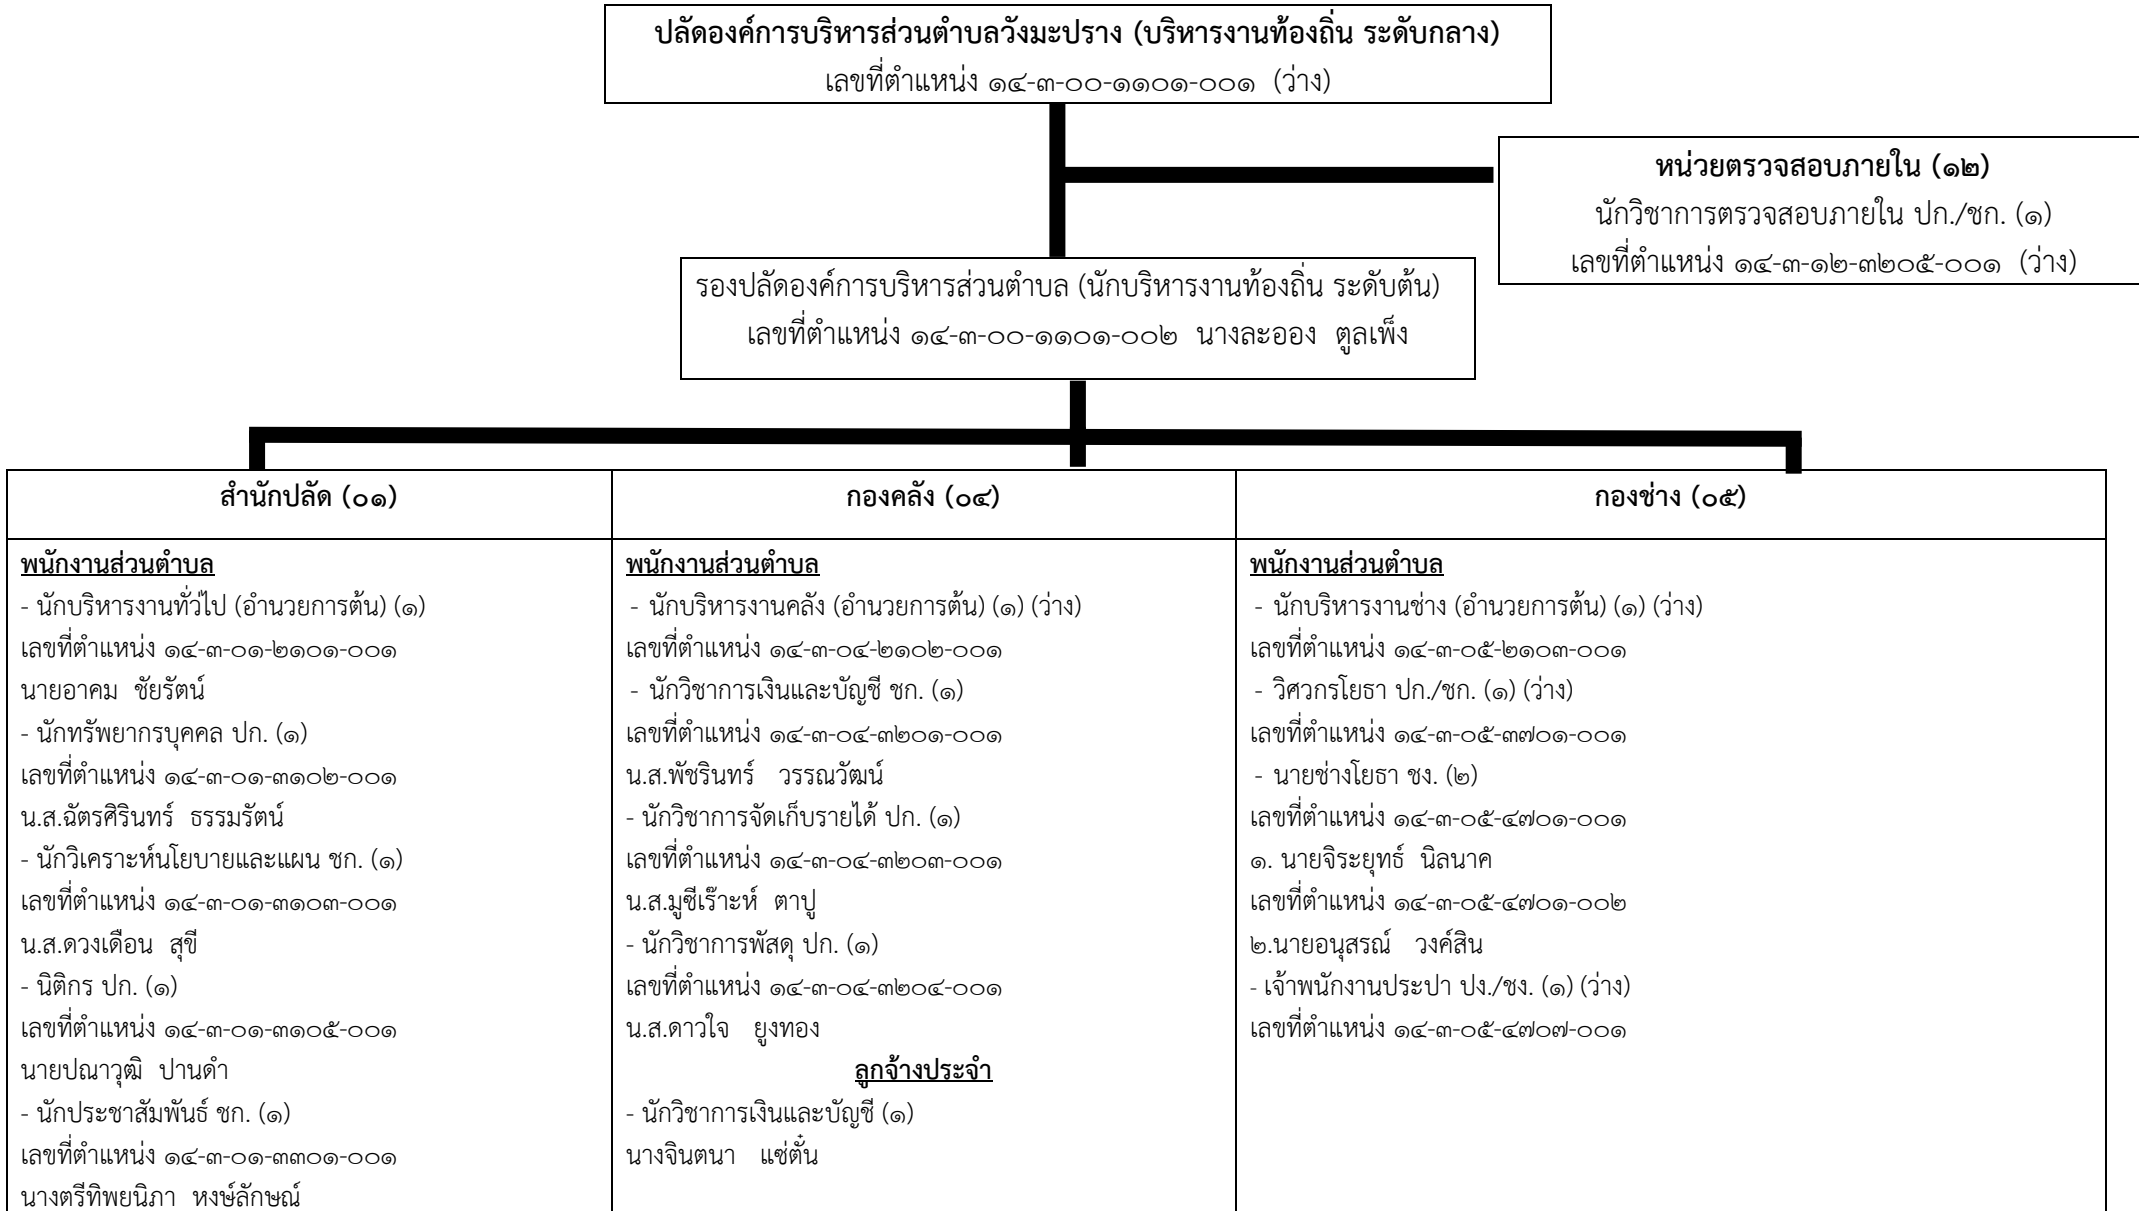 ปลัดองค์การบริหารส่วนตำบลวังมะปราง (บริหารงานท้องถิ่น ระดับกลาง)
เลขที่ตำแหน่ง ๑๔-๓-๐๐-๑๑๐๑-๐๐๑ (ว่าง)
หน่วยตรวจสอบภายใน (๑๒)
นักวิชาการตรวจสอบภายใน ปก./ชก. (๑)
เลขที่ตำแหน่ง ๑๔-๓-๑๒-๓๒๐๕-๐๐๑ (ว่าง)
รองปลัดองค์การบริหารส่วนตำบล (นักบริหารงานท้องถิ่น ระดับต้น)
เลขที่ตำแหน่ง ๑๔-๓-๐๐-๑๑๐๑-๐๐๒ นางละออง ตูลเพ็ง
สำนักปลัด (๐๑)
พนักงานส่วนตำบล
- นักบริหารงานทั่วไป (อำนวยการต้น) (๑)
เลขที่ตำแหน่ง ๑๔-๓-๐๑-๒๑๐๑-๐๐๑
นายอาคม ชัยรัตน์
- นักทรัพยากรบุคคล ปก. (๑)
เลขที่ตำแหน่ง ๑๔-๓-๐๑-๓๑๐๒-๐๐๑
น.ส.ฉัตรศิรินทร์ ธรรมรัตน์
- นักวิเคราะห์นโยบายและแผน ชก. (๑)
เลขที่ตำแหน่ง ๑๔-๓-๐๑-๓๑๐๓-๐๐๑
น.ส.ดวงเดือน สุขี
- นิติกร ปก. (๑)
เลขที่ตำแหน่ง ๑๔-๓-๐๑-๓๑๐๕-๐๐๑
นายปณาวุฒิ ปานดำ
- นักประชาสัมพันธ์ ชก. (๑)
เลขที่ตำแหน่ง ๑๔-๓-๐๑-๓๓๐๑-๐๐๑
นางตรีทิพยนิภา หงษ์ลักษณ์
กองคลัง (๐๔)
พนักงานส่วนตำบล
- นักบริหารงานคลัง (อำนวยการต้น) (๑) (ว่าง)
เลขที่ตำแหน่ง ๑๔-๓-๐๔-๒๑๐๒-๐๐๑
- นักวิชาการเงินและบัญชี ชก. (๑)
เลขที่ตำแหน่ง ๑๔-๓-๐๔-๓๒๐๑-๐๐๑
น.ส.พัชรินทร์ วรรณวัฒน์
- นักวิชาการจัดเก็บรายได้ ปก. (๑)
เลขที่ตำแหน่ง ๑๔-๓-๐๔-๓๒๐๓-๐๐๑
น.ส.มูซีเร๊าะห์ ตาปู
- นักวิชาการพัสดุ ปก. (๑)
เลขที่ตำแหน่ง ๑๔-๓-๐๔-๓๒๐๔-๐๐๑
น.ส.ดาวใจ ยูงทอง
ลูกจ้างประจำ
- นักวิชาการเงินและบัญชี (๑)
นางจินตนา แซ่ตั๋น
กองช่าง (๐๕)
พนักงานส่วนตำบล
- นักบริหารงานช่าง (อำนวยการต้น) (๑) (ว่าง)
เลขที่ตำแหน่ง ๑๔-๓-๐๕-๒๑๐๓-๐๐๑
- วิศวกรโยธา ปก./ชก. (๑) (ว่าง)
เลขที่ตำแหน่ง ๑๔-๓-๐๕-๓๗๐๑-๐๐๑
- นายช่างโยธา ชง. (๒)
เลขที่ตำแหน่ง ๑๔-๓-๐๕-๔๗๐๑-๐๐๑
๑. นายจิระยุทธ์ นิลนาค
เลขที่ตำแหน่ง ๑๔-๓-๐๕-๔๗๐๑-๐๐๒
๒.นายอนุสรณ์ วงค์สิน
- เจ้าพนักงานประปา ปง./ชง. (๑) (ว่าง)
เลขที่ตำแหน่ง ๑๔-๓-๐๕-๔๗๐๗-๐๐๑